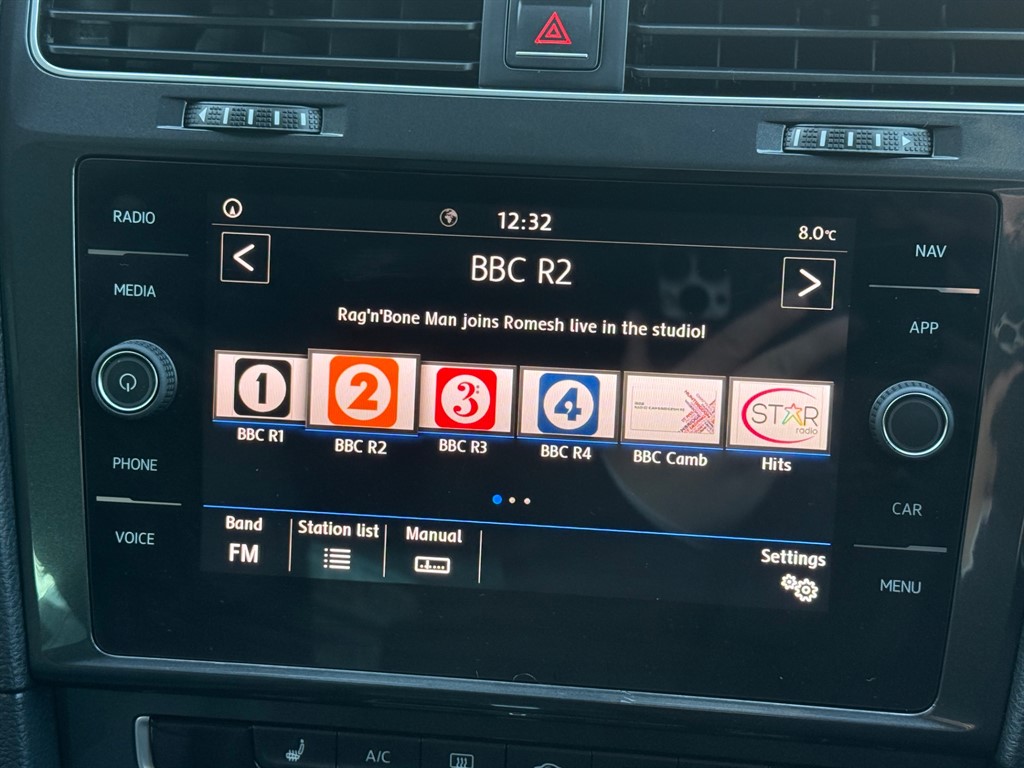 RADIO
MEDIA
PHONE
VOICE
12:32
8.0°C
<
BBC R2
>
Rag'n'Bone Man joins Romesh live in the studio!
1
2
3
4
STAR
radio
BBC R1
BBC R2
BBC R3
BBC R4
BBC Camb
Hits
Band
FM
Station list
Manual
Settings
NAV
APP
CAR
MENU
A/C